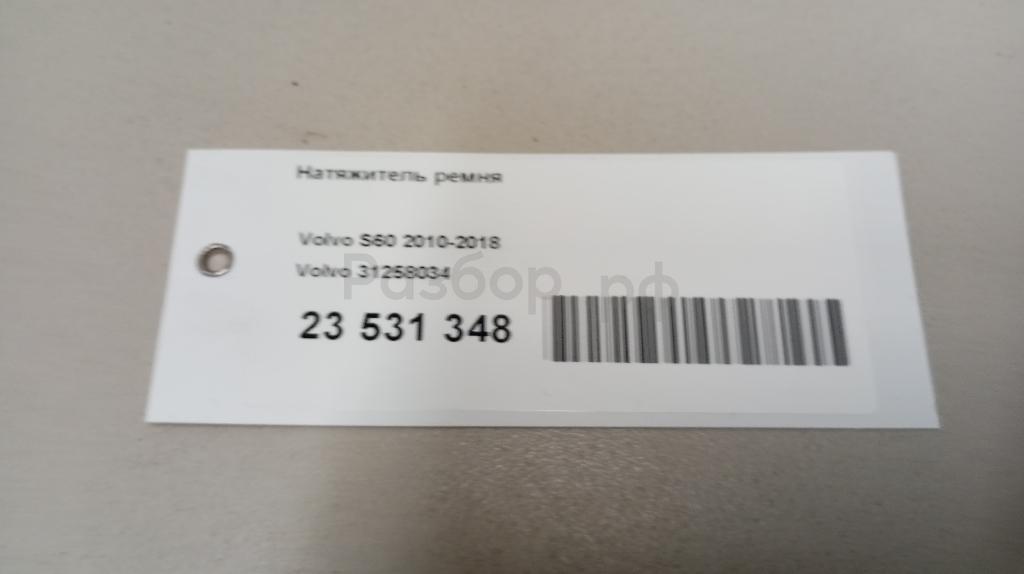 Натяжитель ремня
Volvo S60 2010-2018
Volvo 31258034
Разбор.рф
23 531 348